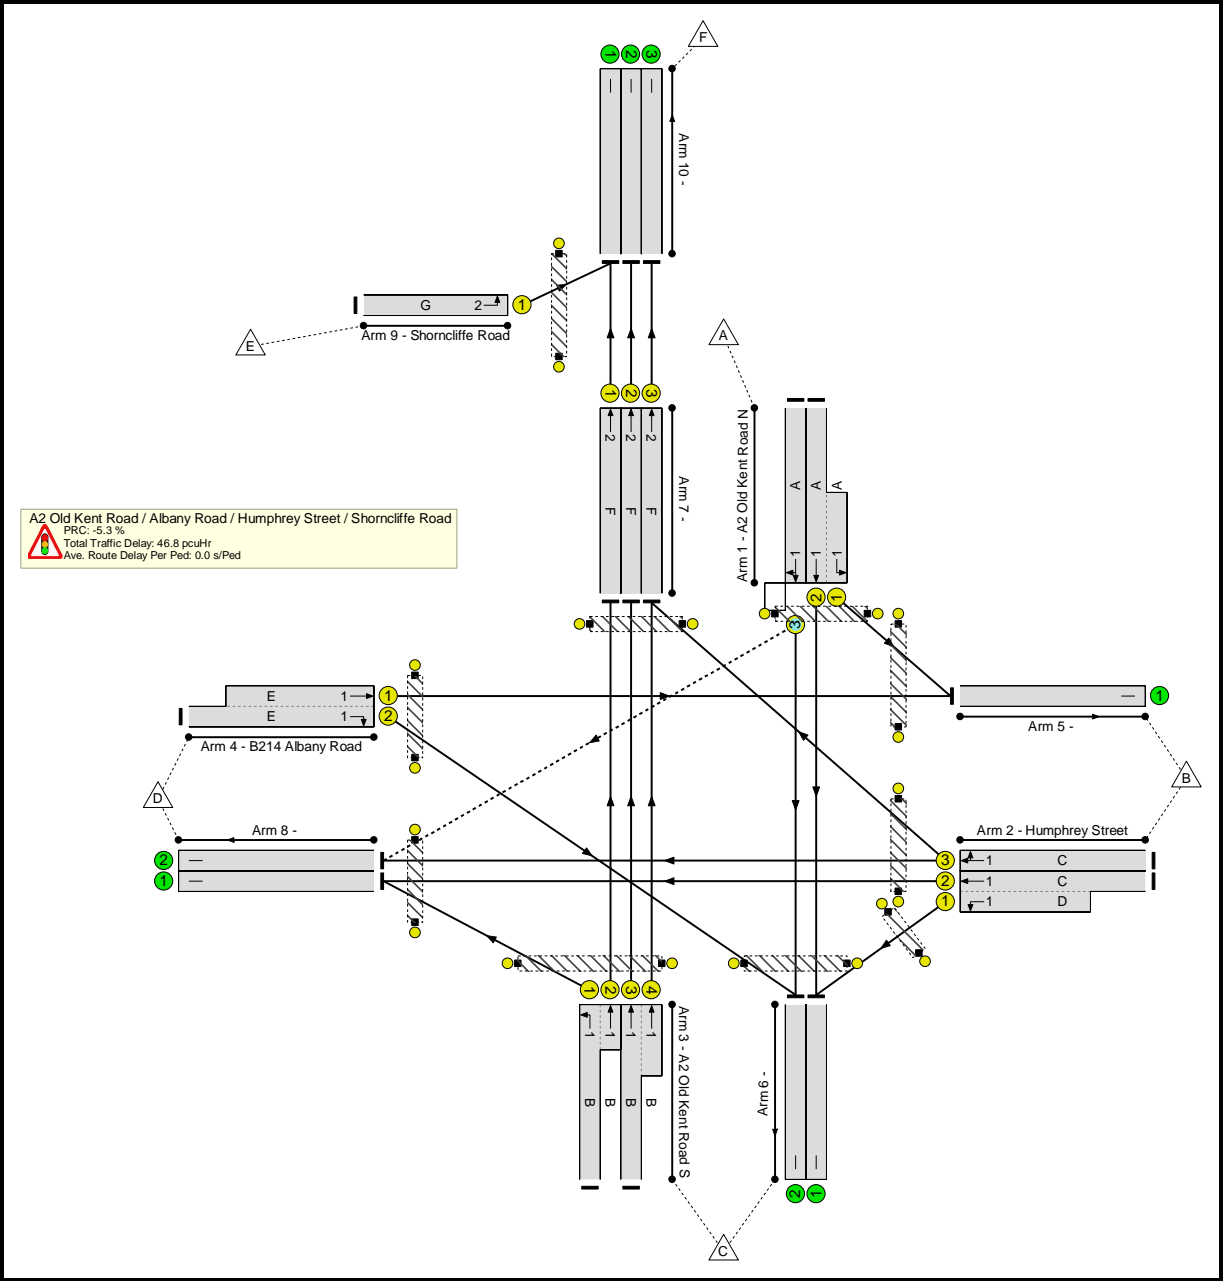 F
1 2 3
Arm 10 -
G 2 1
Arm 9 - Shorncliffe Road
E
A
1 2 3
2 2 2
F F F
Arm 7 -
Arm 1 - A2 Old Kent Road N
A A A
1 1 1
3 2 1
A2 Old Kent Road / Albany Road / Humphrey Street / Shorncliffe Road
PRC: -5.3 %
Total Traffic Delay: 46.8 pcuHr
Ave. Route Delay Per Ped: 0.0 s/Ped
E 1 1
E 1 2
Arm 4 - B214 Albany Road
1
Arm 5 -
D
B
Arm 8 -
2
1
Arm 2 - Humphrey Street
3 1 C
2 1 C
1 1 D
1 2 3 4
1 1 1 1
B B B B
Arm 3 - A2 Old Kent Road S
Arm 6 -
2 1
C